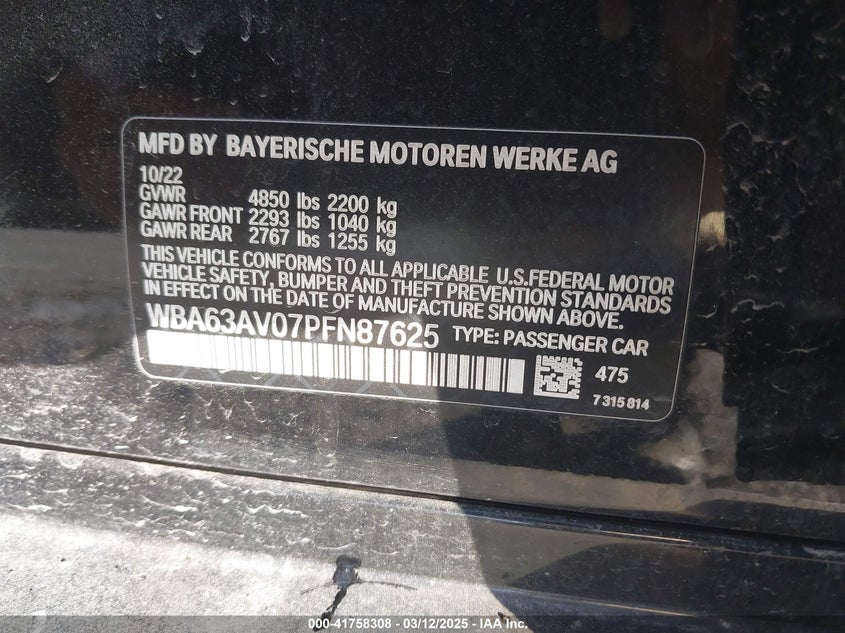 MFD BY BAYERISCHE MOTOREN WERKE AG
10/22
GVWR 4850 lbs 2200 kg
GAWR FRONT 2293 lbs 1040 kg
GAWR REAR 2767 lbs 1255 kg
THIS VEHICLE CONFORMS TO ALL APPLICABLE U.S.FEDERAL MOTOR
VEHICLE SAFETY, BUMPER AND THEFT PREVENTION STANDARDS
IN EFFECT ON THE DATE OF MANUFACTURE SHOWN ABOVE.
WBA63AV07PFN87625 TYPE: PASSENGER CAR
475
7315814
000-41758308 - 03/12/2025 - IAA Inc.